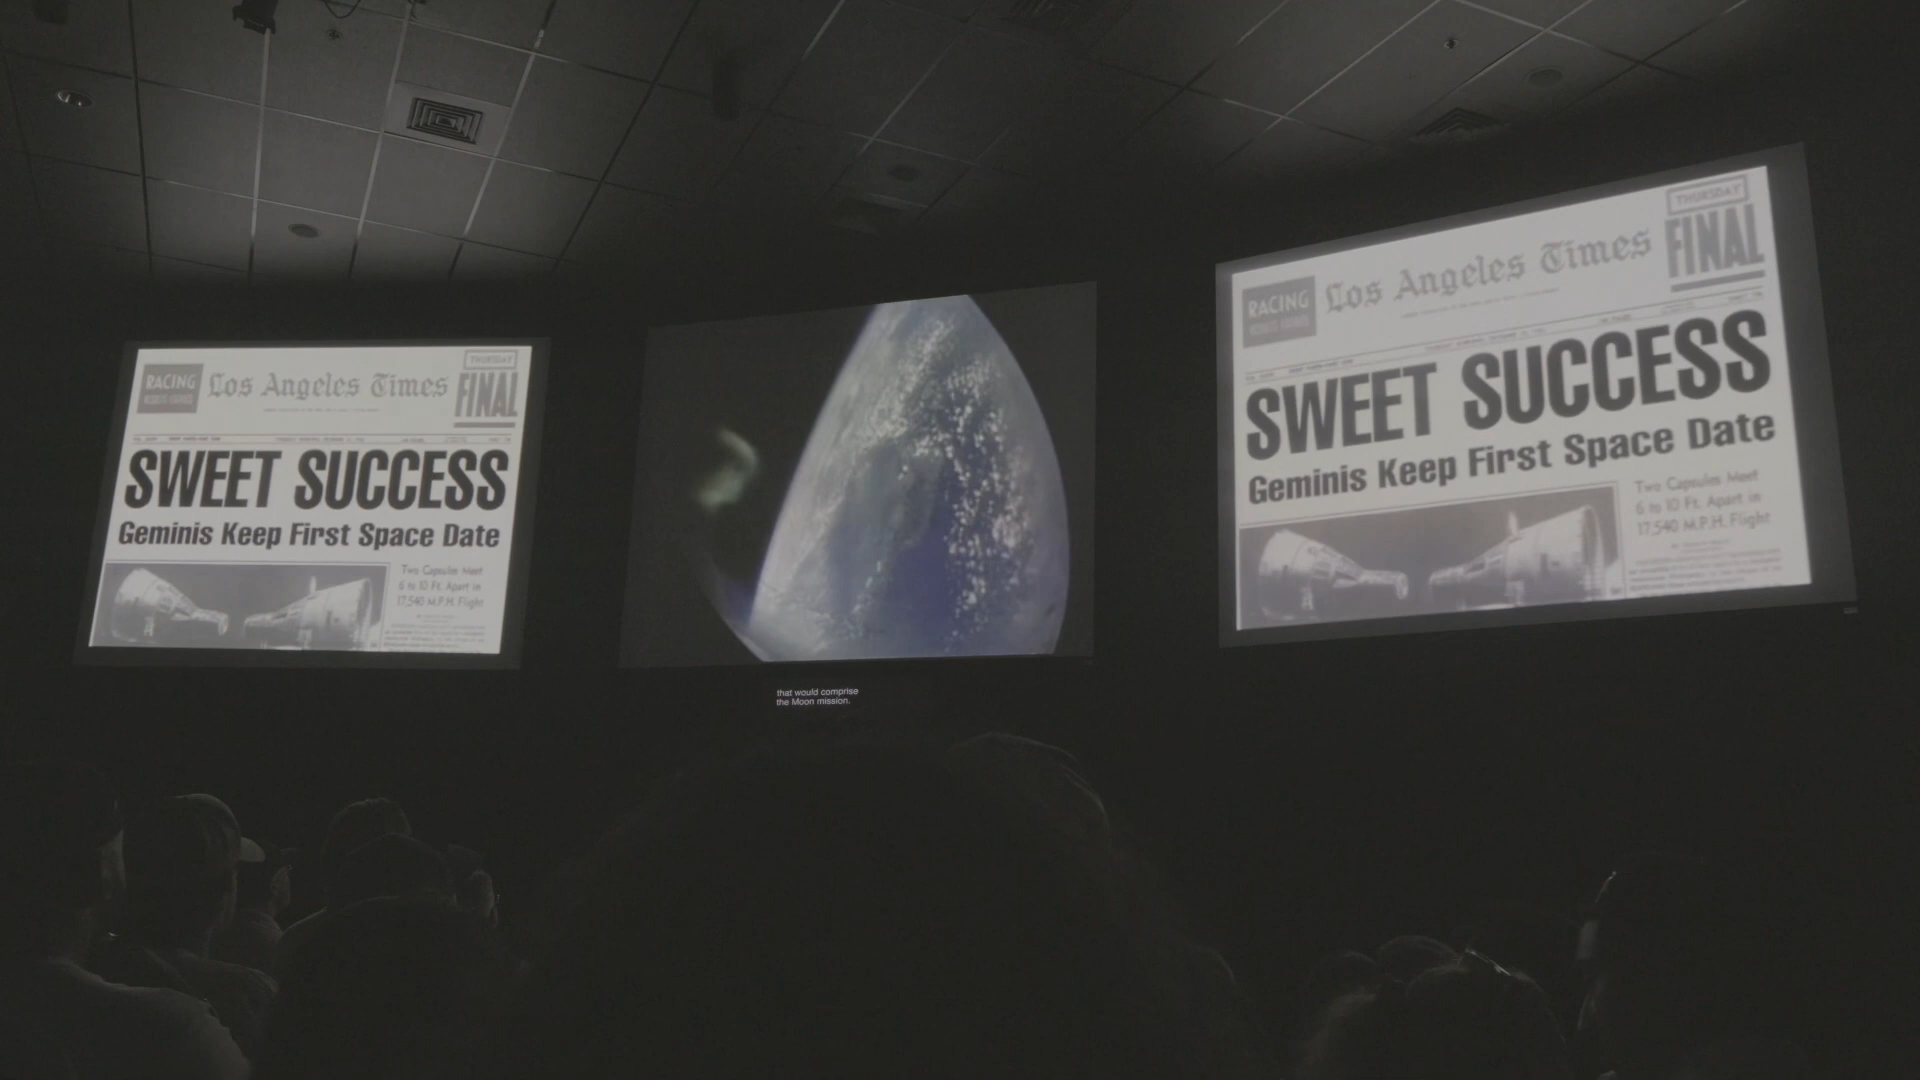 THURSDAY
RACING
Los Angeles Times
FINAL
SWEET SUCCESS
Geminis Keep First Space Date
Two Capsules Meet
6 to 10 Ft. Apart in
17,540 M.P.H. Flight
that would comprise
the Moon mission.
THURSDAY
RACING
Los Angeles Times
FINAL
SWEET SUCCESS
Geminis Keep First Space Date
Two Capsules Meet
6 to 10 Ft. Apart in
17,540 M.P.H. Flight